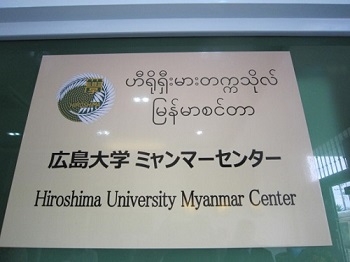 ဟီရိုရှီးမားတက္ကသိုလ်
မြန်မာစင်တာ
広島大学 ミャンマーセンター
Hiroshima University Myanmar Center